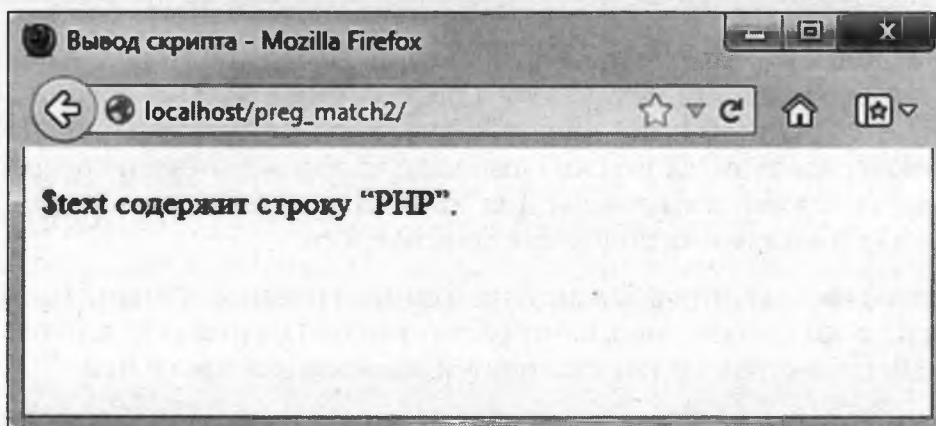 Вывод скрипта - Mozilla Firefox
localhost/preg_match2/
$text содержит строку “PHP”.